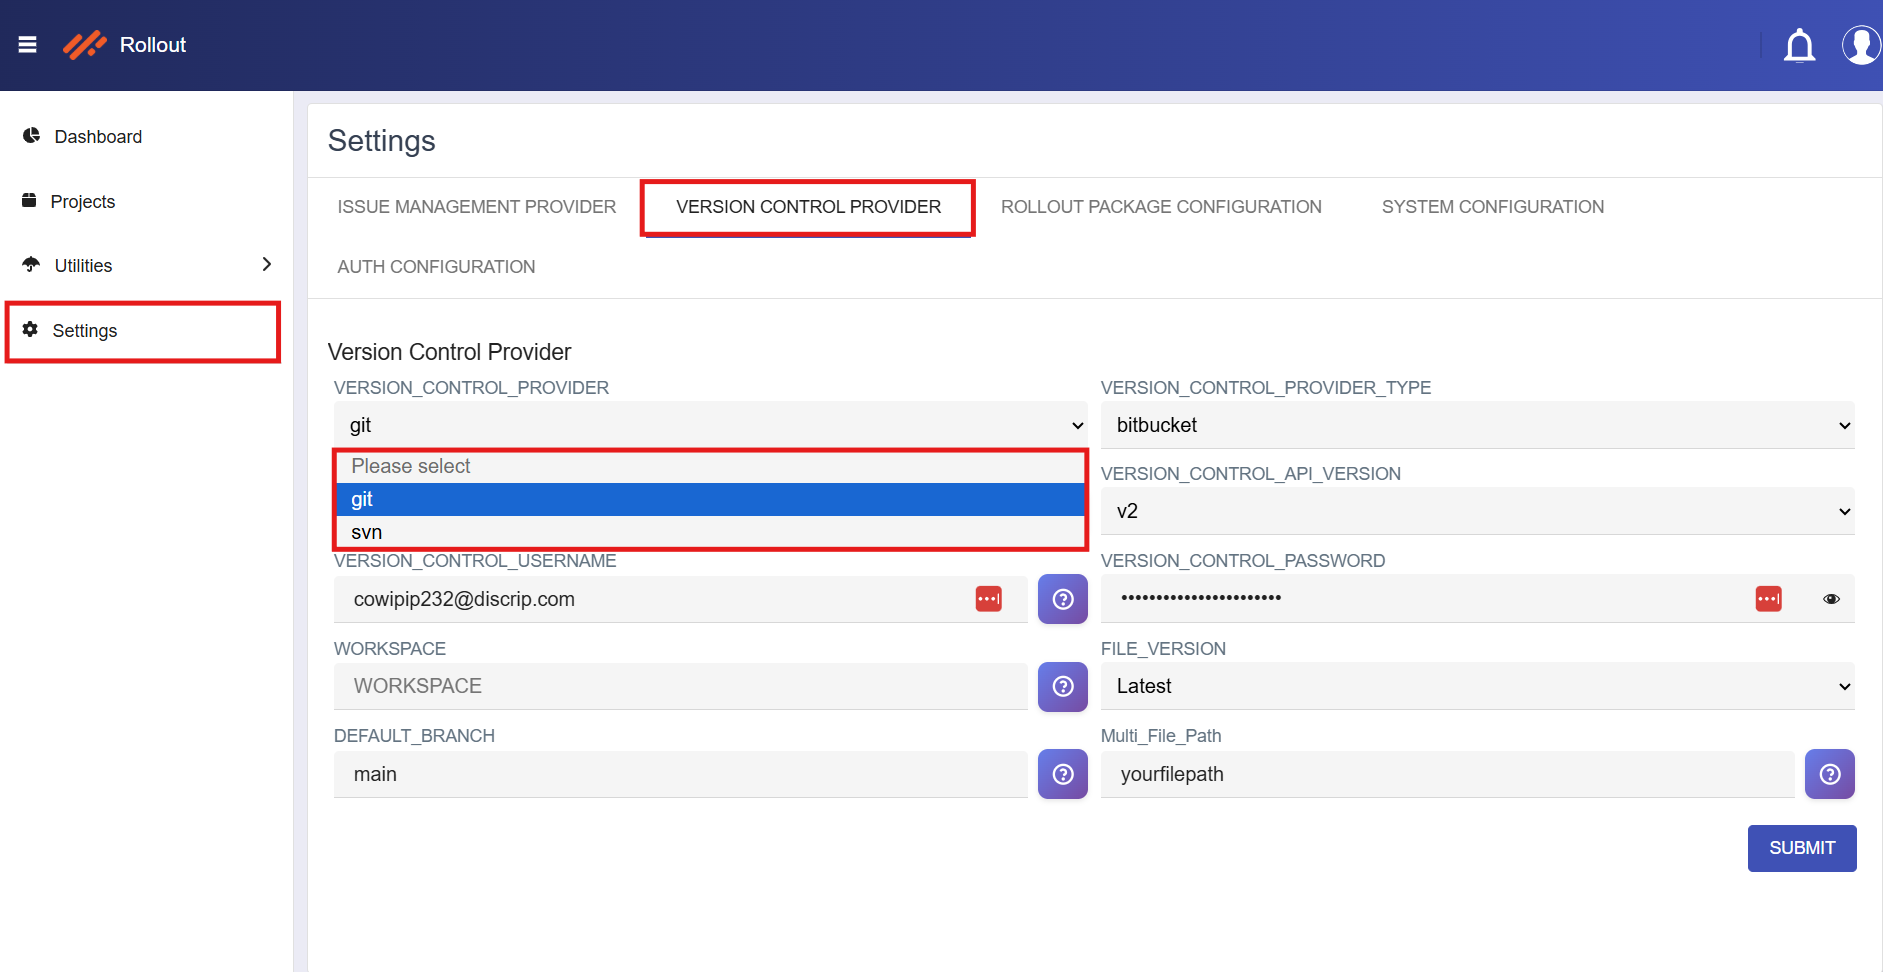 Rollout
Dashboard
Projects
Utilities
Settings
Settings
ISSUE MANAGEMENT PROVIDER
VERSION CONTROL PROVIDER
ROLLOUT PACKAGE CONFIGURATION
SYSTEM CONFIGURATION
AUTH CONFIGURATION
Version Control Provider
VERSION_CONTROL_PROVIDER
git
Please select
git
svn
VERSION_CONTROL_PROVIDER_TYPE
bitbucket
VERSION_CONTROL_API_VERSION
v2
VERSION_CONTROL_USERNAME
cowipip232@discrip.com
VERSION_CONTROL_PASSWORD
•••••••••••••••••••••••
WORKSPACE
WORKSPACE
FILE_VERSION
Latest
DEFAULT_BRANCH
main
Multi_File_Path
yourfilepath
SUBMIT